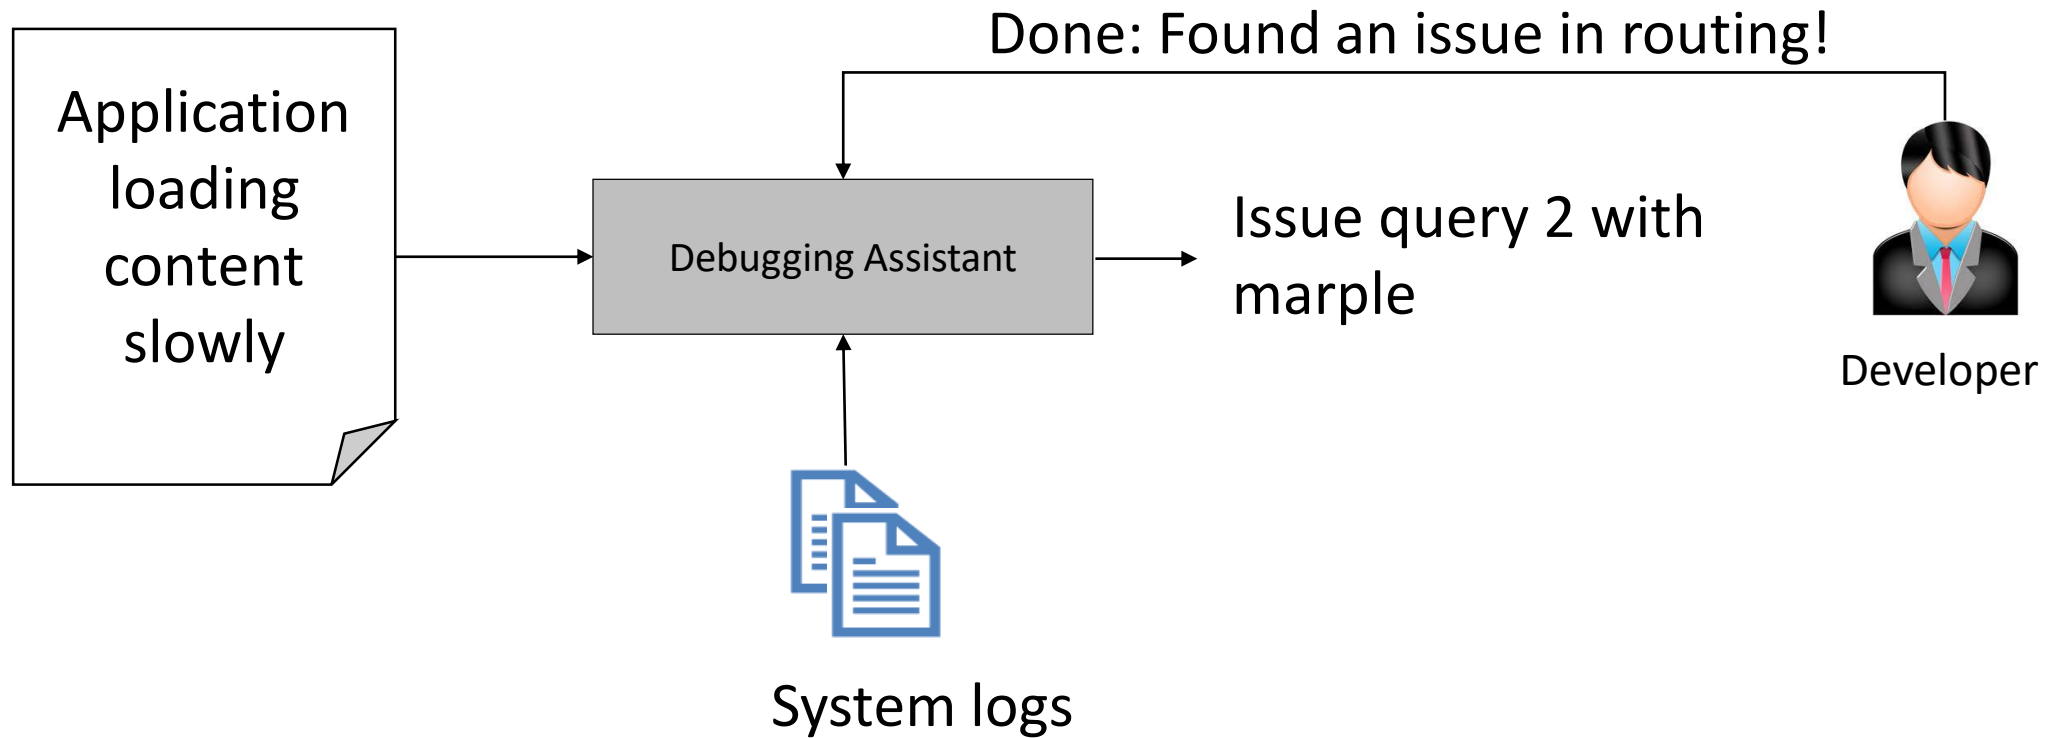 Done: Found an issue in routing!
Application
loading
content
slowly
Debugging Assistant
Issue query 2 with
marple
Developer
System logs